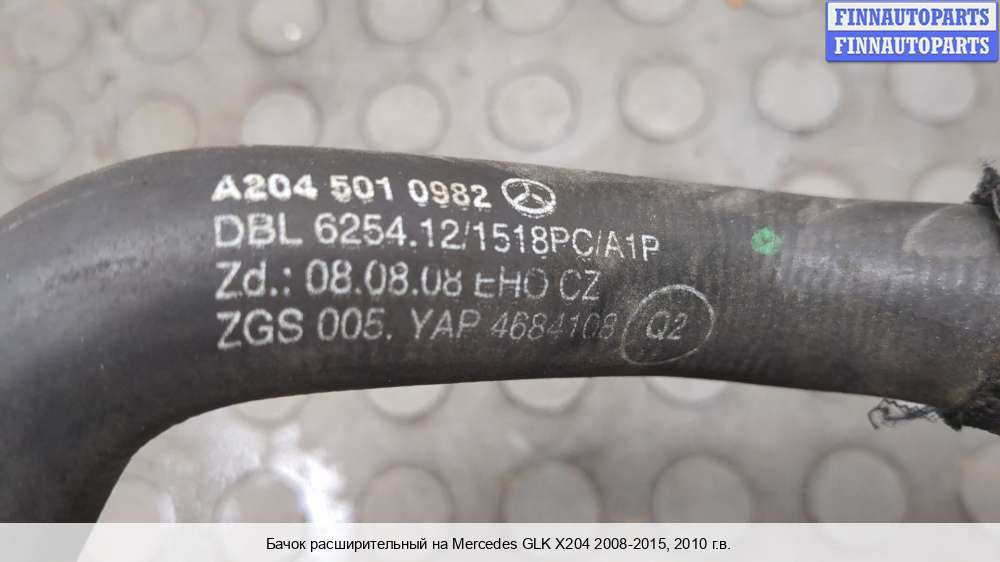 FINNAUTOPARTS
FINNAUTOPARTS
A204 501 0982
DBL 6254.12/1518PC/A1P
Zd.: 08.08.08 EHO CZ
ZGS 005. YAP 4684108 Q2
Бачок расширительный на Mercedes GLK X204 2008-2015, 2010 г.в.